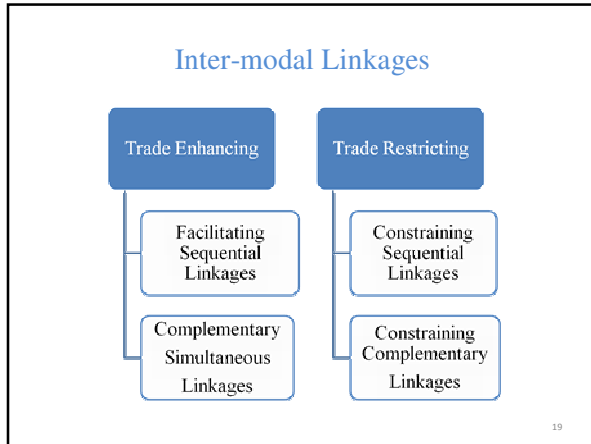 Inter-modal Linkages
Trade Enhancing
Facilitating
Sequential
Linkages
Complementary
Simultaneous
Linkages
Trade Restricting
Constraining
Sequential
Linkages
Constraining
Complementary
Linkages
19